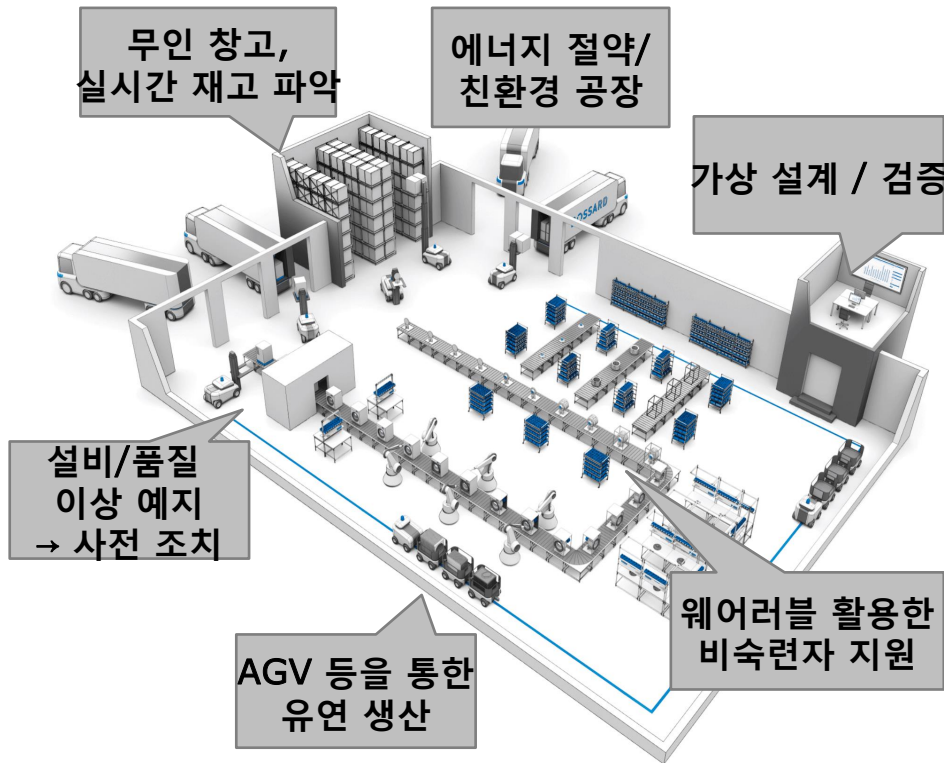 무인 창고,
실시간 재고 파악
에너지 절약/
친환경 공장
가상 설계 / 검증
OSSARD
설비/품질
이상 예지
→ 사전 조치
웨어러블 활용한
비숙련자 지원
AGV 등을 통한
유연 생산